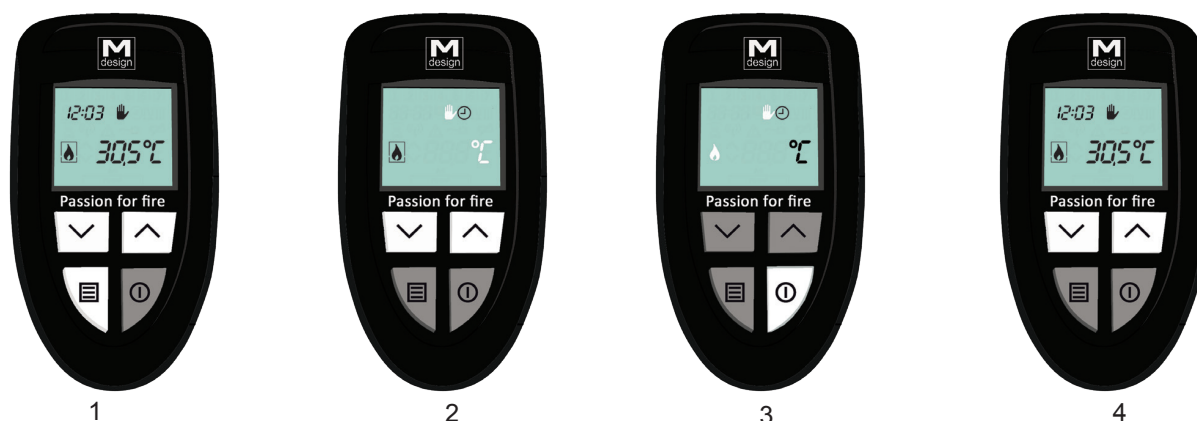 M
design
12:03
30,5°C
Passion for fire
1
M
design
°C
Passion for fire
2
M
design
°C
Passion for fire
3
M
design
12:03
30,5°C
Passion for fire
4